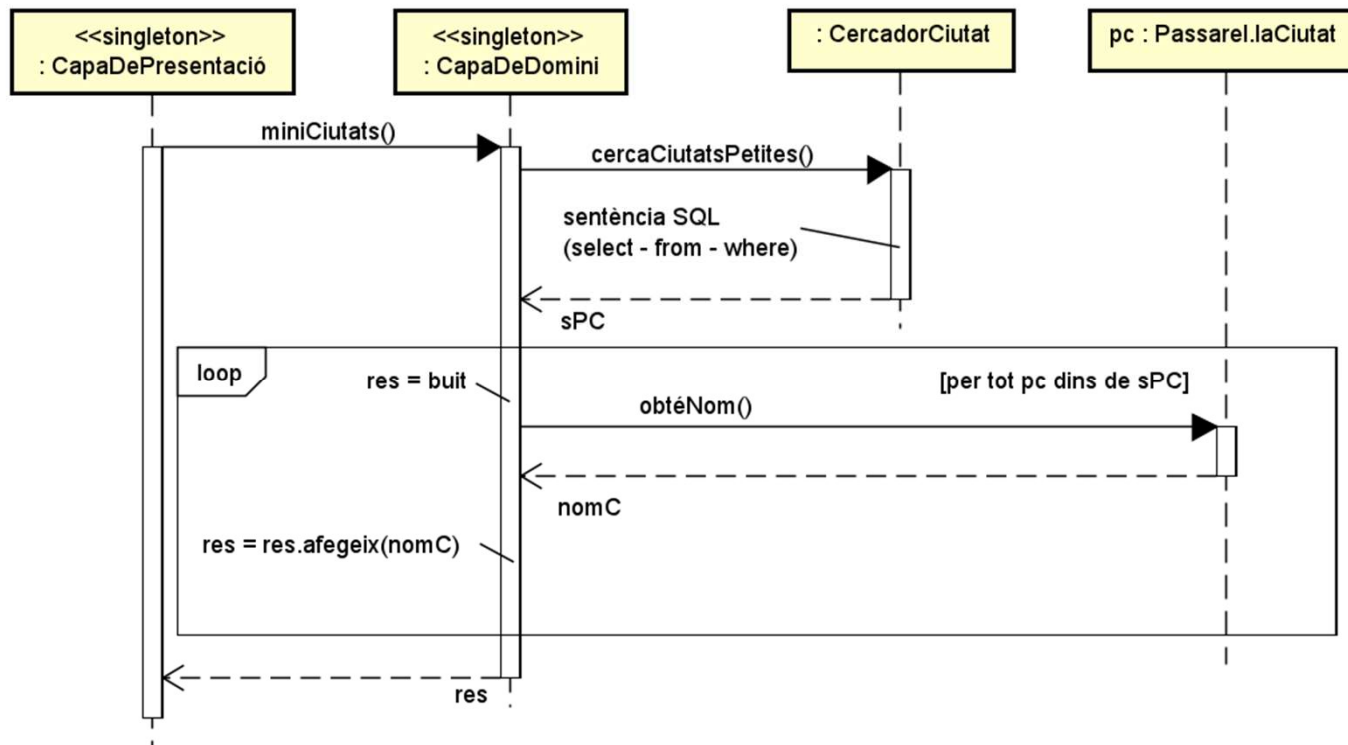 <<singleton>>
: CapaDePresentació
<<singleton>>
: CapaDeDomini
: CercadorCiutat
pc : Passarel.laCiutat
miniCiutats()
cercaCiutatsPetites()
sentència SQL
(select - from - where)
sPC
loop
res = buit
[per tot pc dins de sPC]
obtéNom()
nomC
res = res.afegeix(nomC)
res